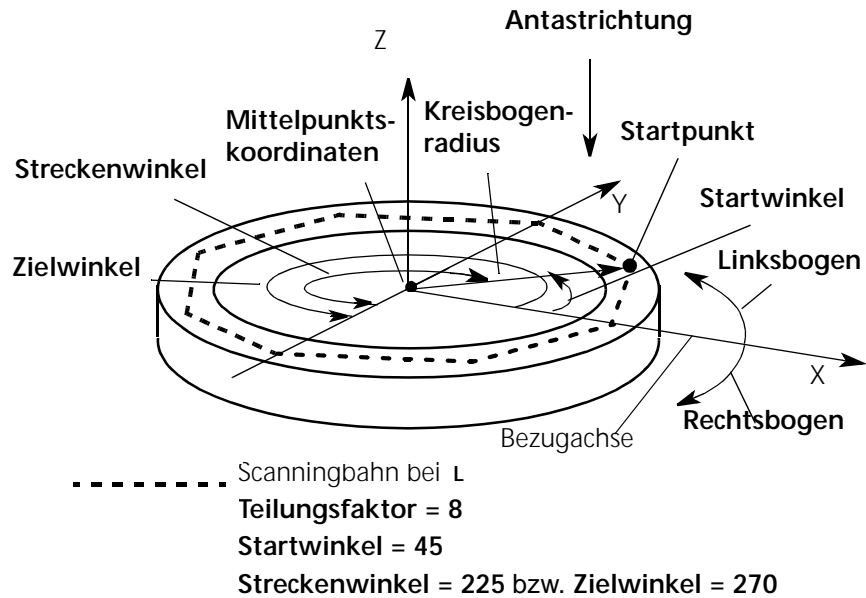 Antastrichtung
Z
Mittelpunkts-
koordinaten
Kreisbogen-
radius
Startpunkt
Streckenwinkel
Y
Startwinkel
Zielwinkel
Linksbogen
X
Rechtsbogen
Bezugachse
Scanningbahn bei L
Teilungsfaktor = 8
Startwinkel = 45
Streckenwinkel = 225 bzw. Zielwinkel = 270